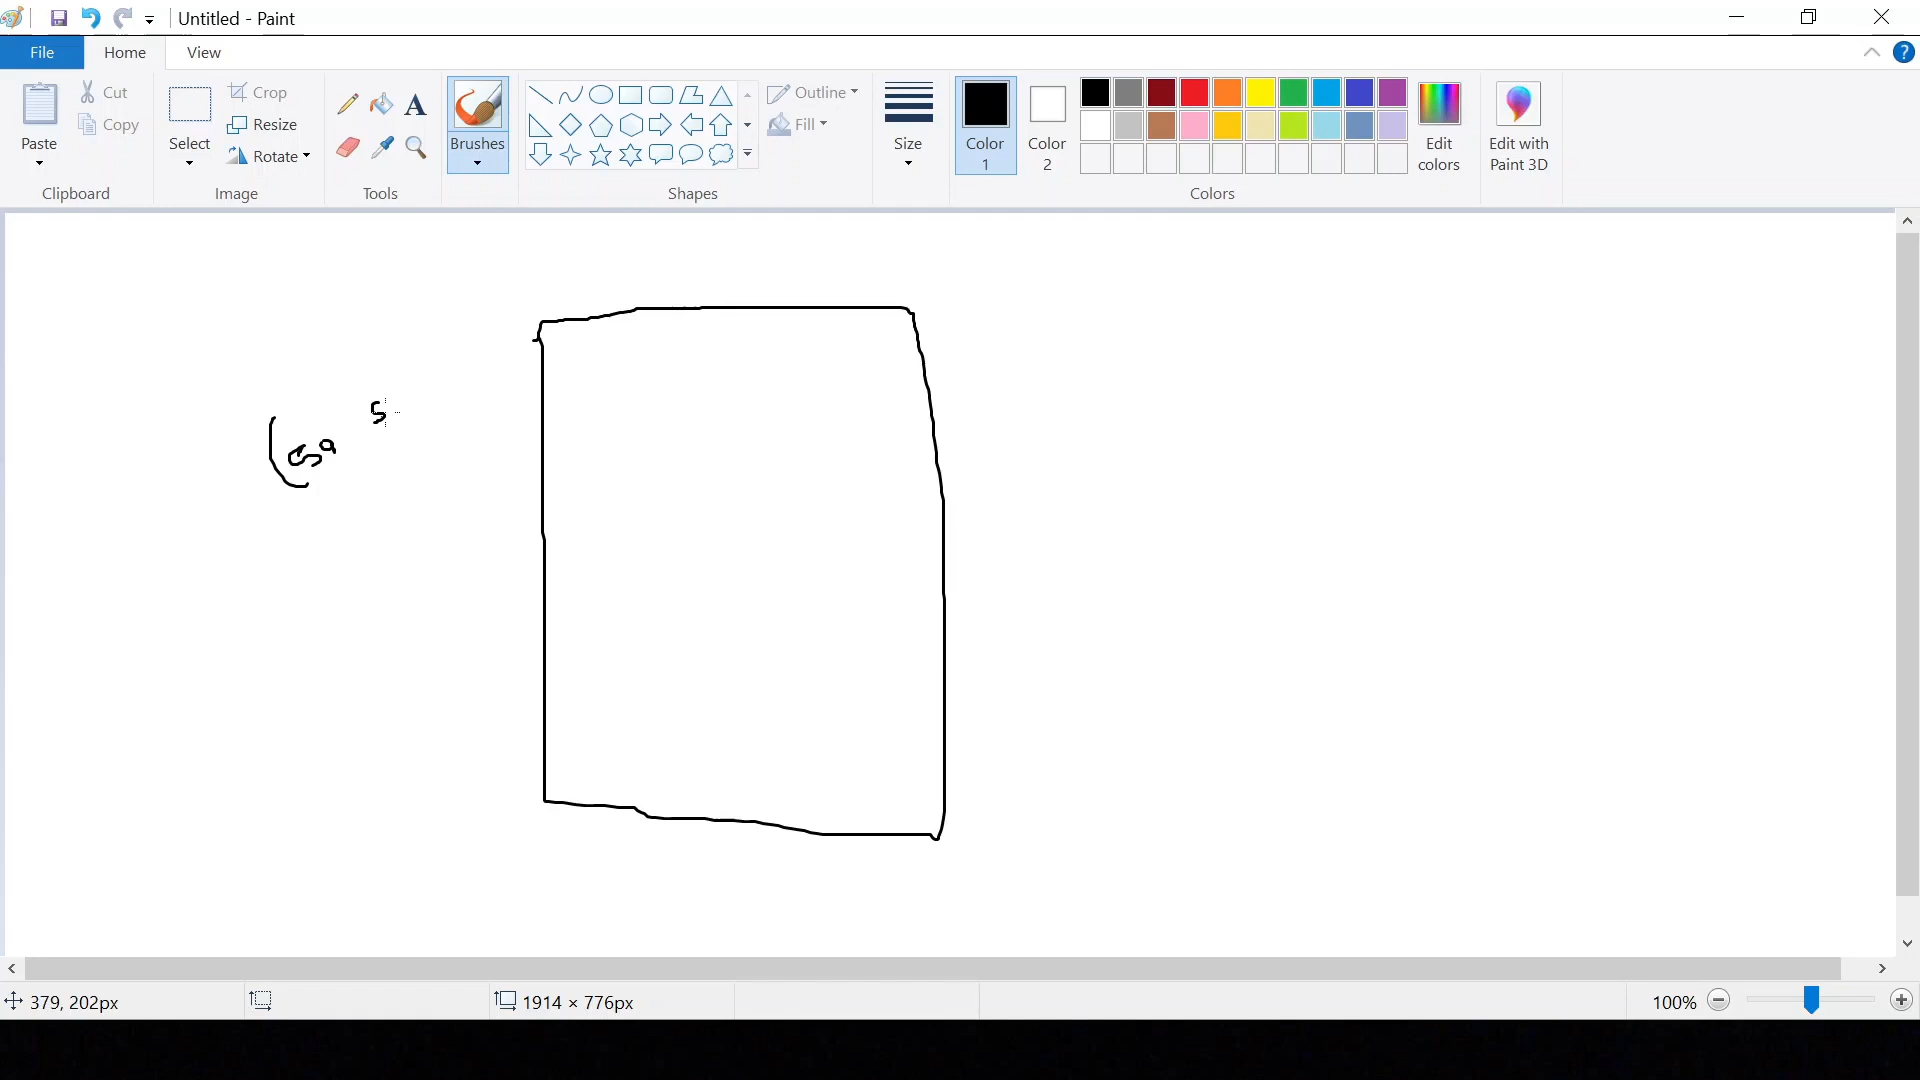 Untitled - Paint
File Home View
Paste
Cut
Copy
Clipboard
Select
Crop
Resize
Rotate
Image
Tools
Brushes
Shapes
Outline
Fill
Size
Color 1
Color 2
Edit colors
Colors
Edit with Paint 3D
5
379, 202px
1914 × 776px
100%